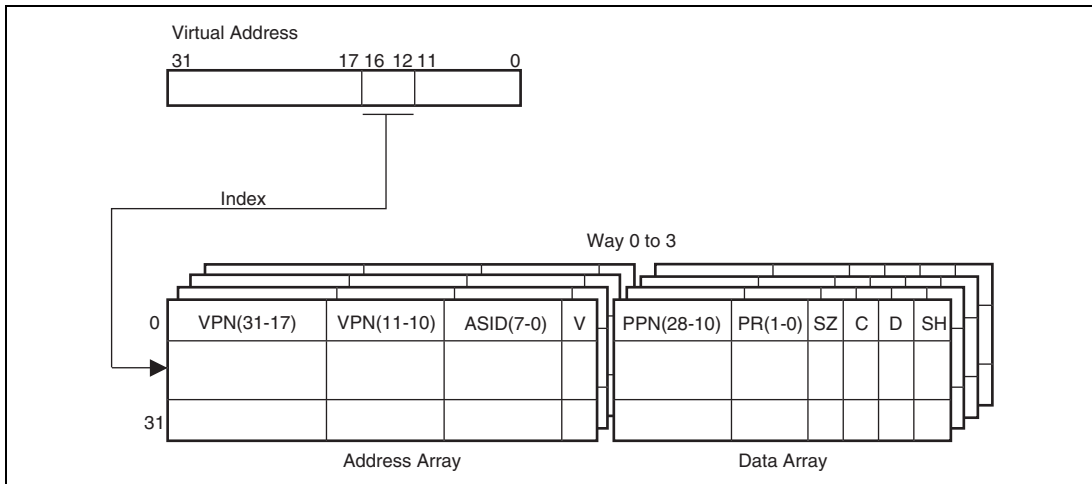 Virtual Address
31 17 16 12 11 0
Index
Way 0 to 3
0 VPN(31-17) VPN(11-10) ASID(7-0) V PPN(28-10) PR(1-0) SZ C D SH
31
Address Array Data Array